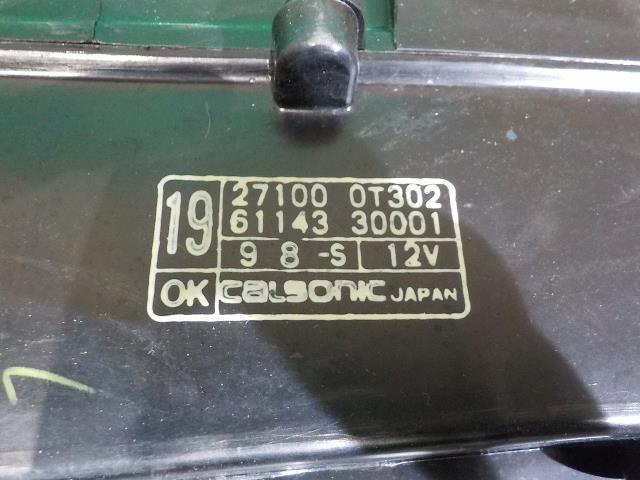 19
27100 0T302
61143 30001
9 8 -S 12V
OK calsonic JAPAN